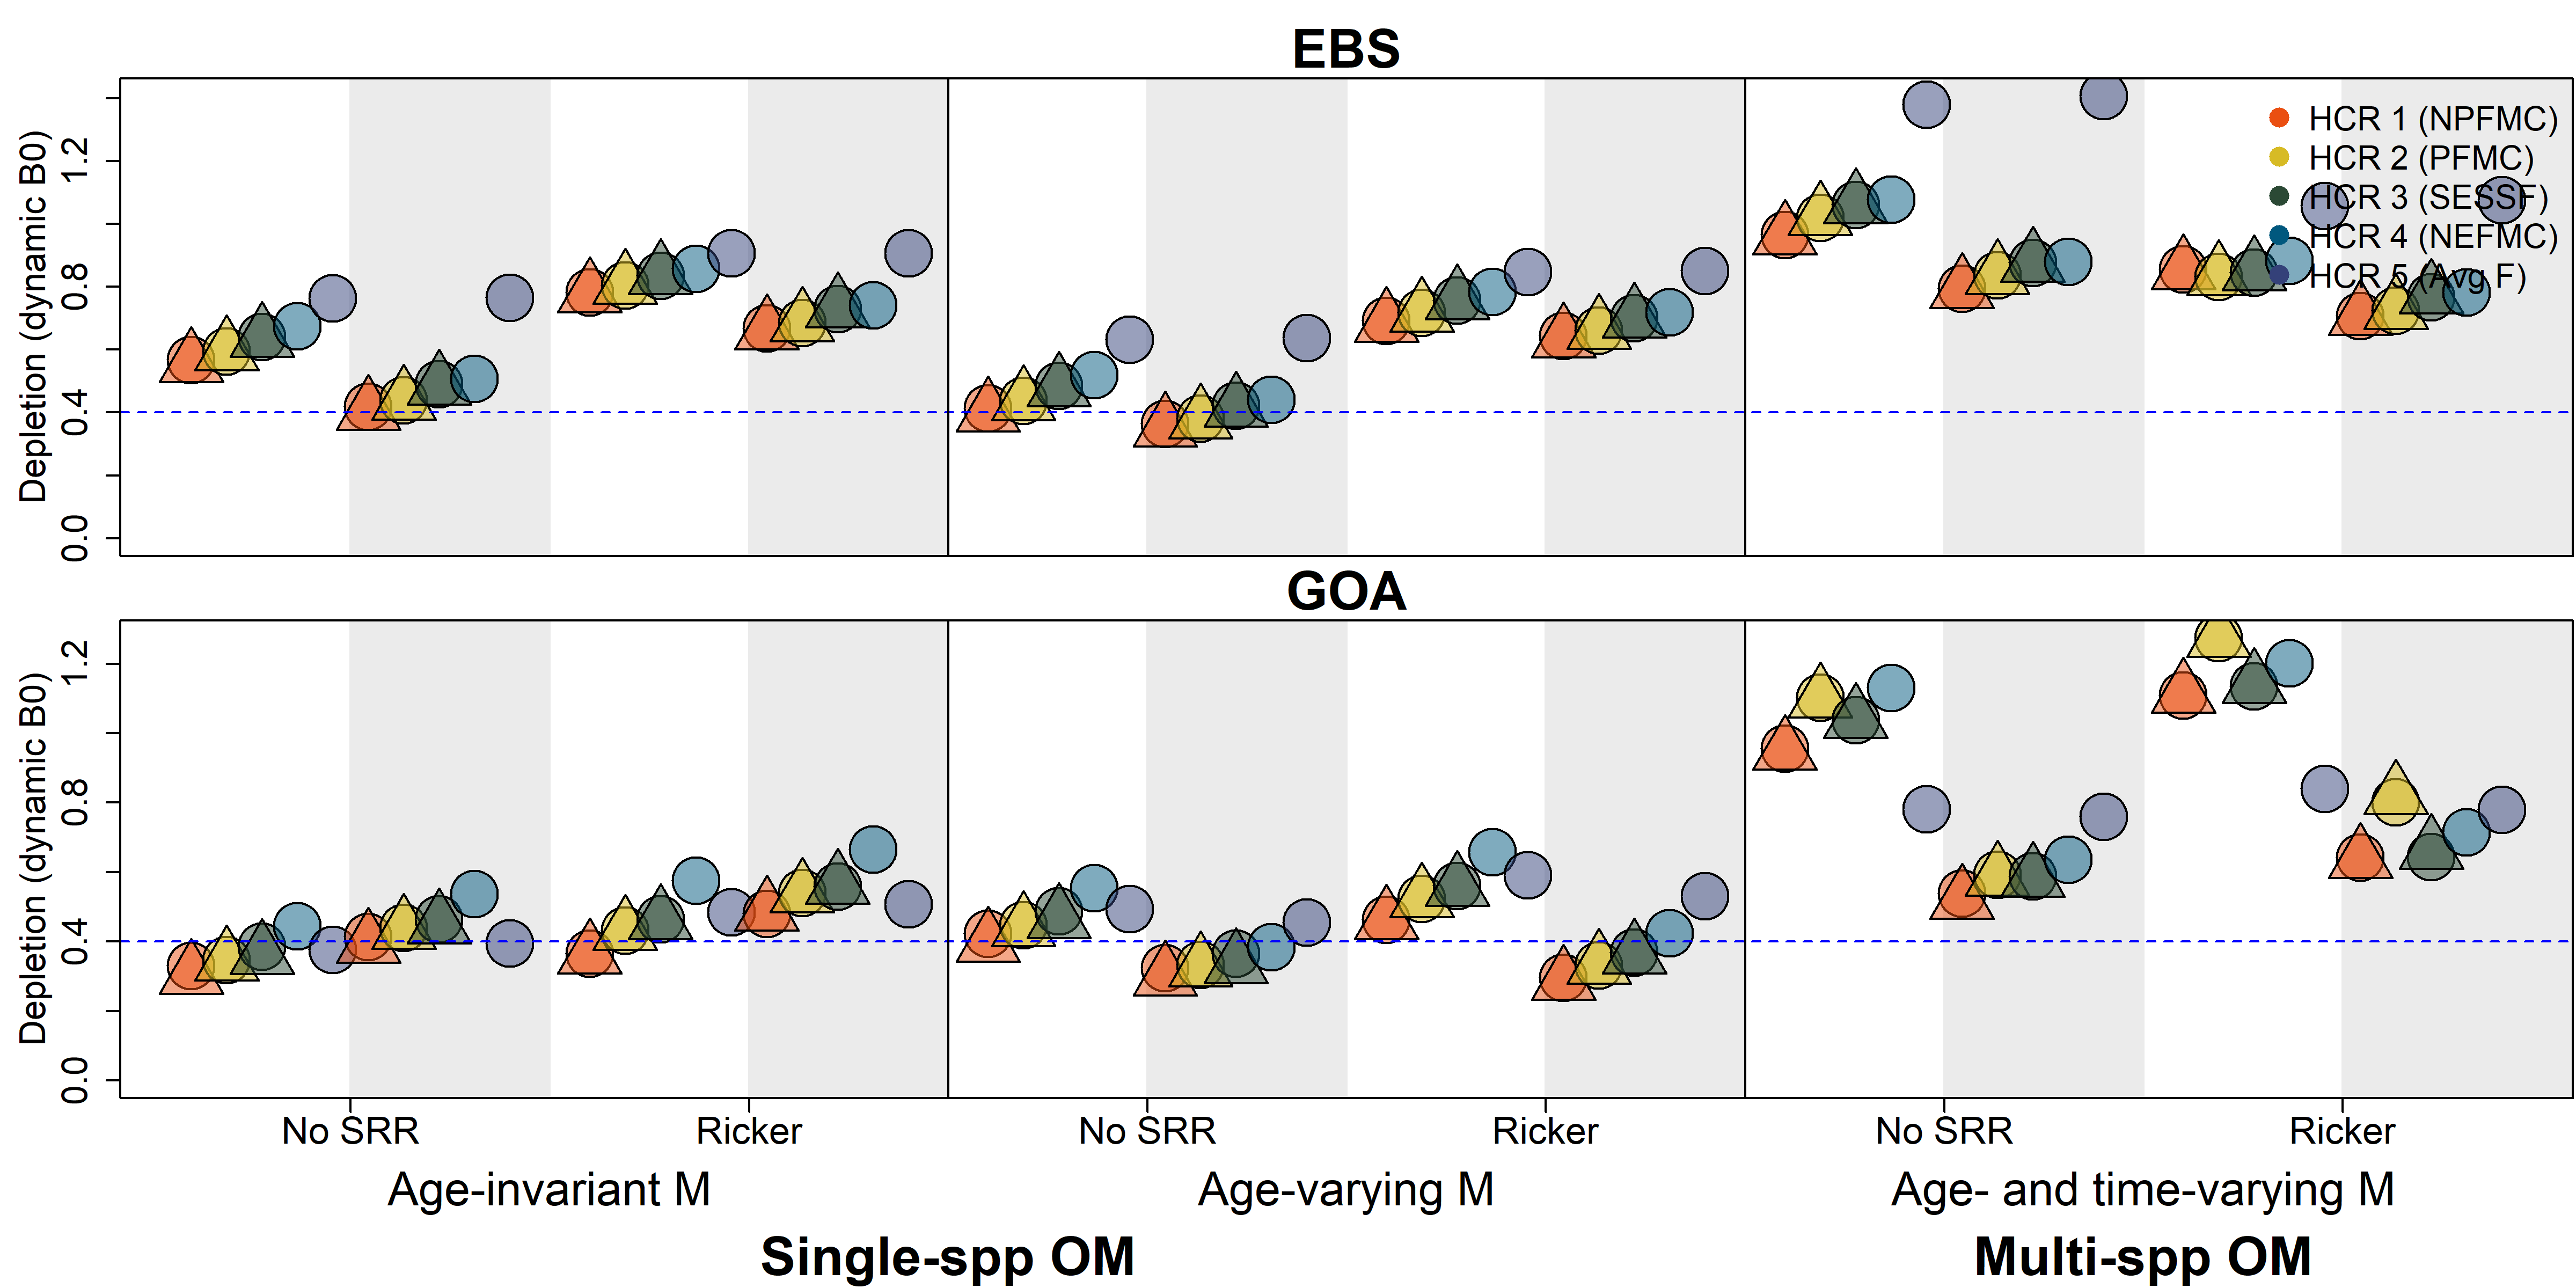 EBS
Depletion (dynamic B0)
1.2
0.8
0.4
0.0
HCR 1 (NPFMC)
HCR 2 (PFMC)
HCR 3 (SESSF)
HCR 4 (NEFMC)
HCR 5 (Avg F)
GOA
Depletion (dynamic B0)
1.2
0.8
0.4
0.0
No SRR Ricker No SRR Ricker No SRR Ricker
Age-invariant M Age-varying M Age- and time-varying M
Single-spp OM Multi-spp OM